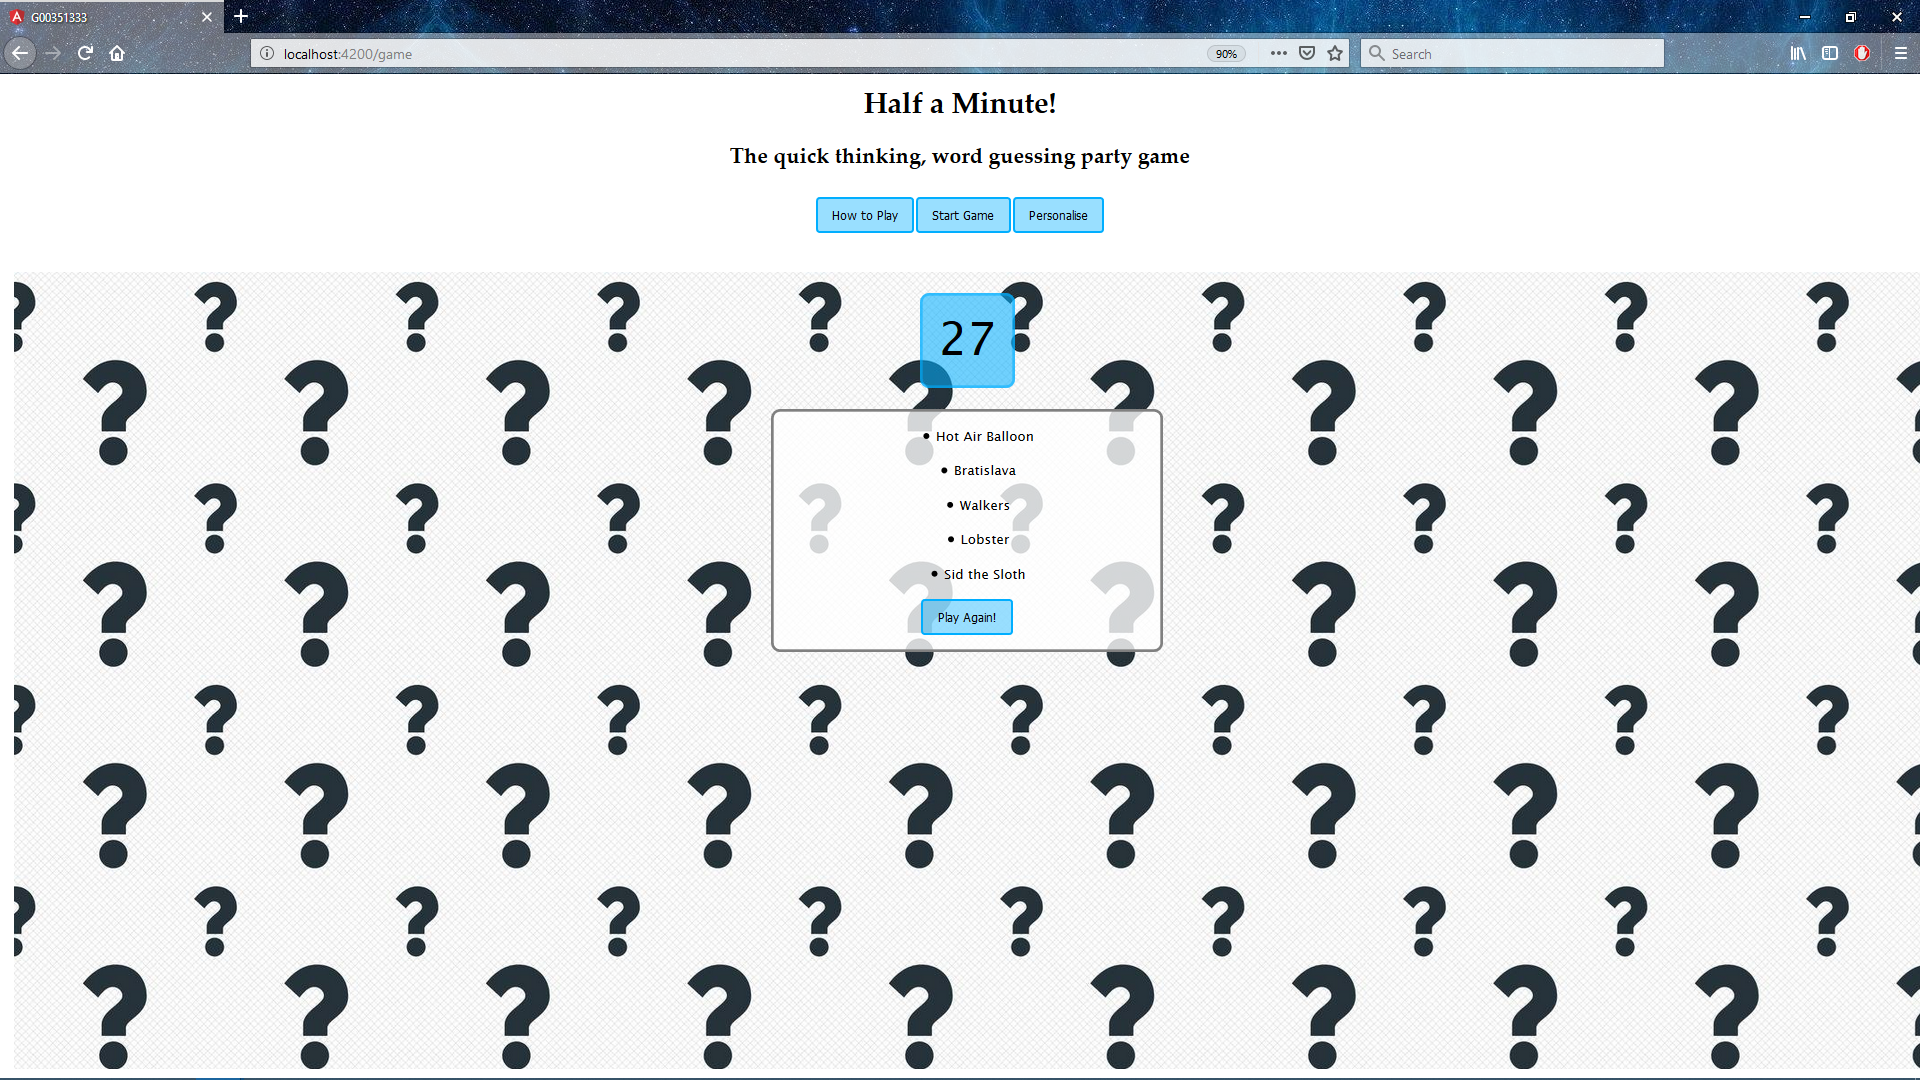 G00351333
localhost:4200/game
90%
Search
Half a Minute!
The quick thinking, word guessing party game
How to Play
Start Game
Personalise
27
• Hot Air Balloon
• Bratislava
• Walkers
• Lobster
• Sid the Sloth
Play Again!